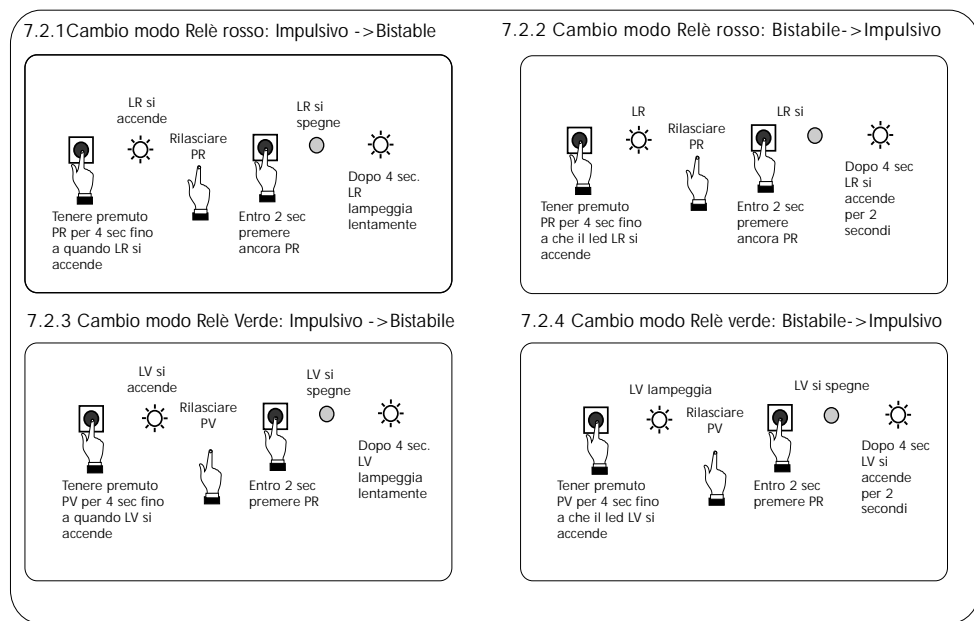 7.2.1Cambio modo Relè rosso: Impulsivo ->Bistable
LR si
accende
Rilasciare
PR
LR si
spegne
Tenere premuto
PR per 4 sec fino
a quando LR si
accende
Entro 2 sec
premere
ancora PR
Dopo 4 sec.
LR
lampeggia
lentamente
7.2.2 Cambio modo Relè rosso: Bistabile->Impulsivo
LR
Rilasciare
PR
LR si
Tener premuto
PR per 4 sec fino
a che il led LR si
accende
Entro 2 sec
premere
ancora PR
Dopo 4 sec
LR si
accende
per 2
secondi
7.2.3 Cambio modo Relè Verde: Impulsivo ->Bistabile
LV si
accende
Rilasciare
PV
LV si
spegne
Tenere premuto
PV per 4 sec fino
a quando LV si
accende
Entro 2 sec
premere PR
Dopo 4 sec.
LV
lampeggia
lentamente
7.2.4 Cambio modo Relè verde: Bistabile->Impulsivo
LV lampeggia
Rilasciare
PV
LV si spegne
Tener premuto
PV per 4 sec fino
a che il led LV si
accende
Entro 2 sec
premere PR
Dopo 4 sec
LV si
accende
per 2
secondi